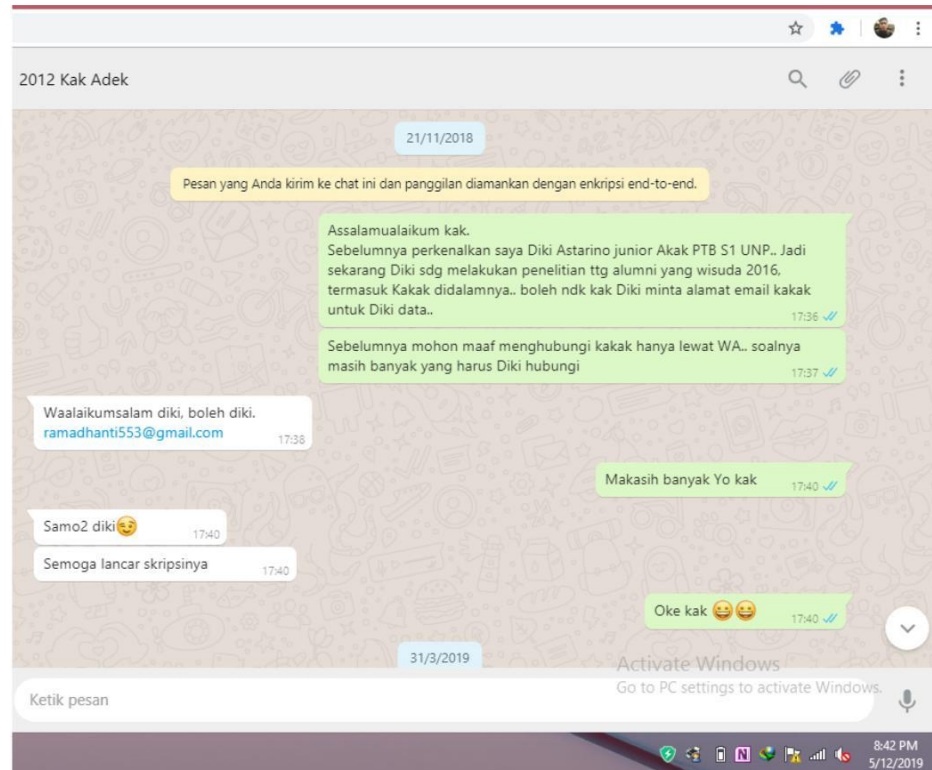 2012 Kak Adek
21/11/2018
Pesan yang Anda kirim ke chat ini dan panggilan diamankan dengan enkripsi end-to-end.
Assalamualaikum kak.
Sebelumnya perkenalkan saya Diki Astarino junior Akak PTB S1 UNP.. Jadi
sekarang Diki sdg melakukan penelitian ttg alumni yang wisuda 2016,
termasuk Kakak didalamnya.. boleh ndk kak Diki minta alamat email kakak
untuk Diki data..
17:36
Sebelumnya mohon maaf menghubungi kakak hanya lewat WA.. soalnya
masih banyak yang harus Diki hubungi
17:37
Waalaikumsalam diki, boleh diki.
ramadhanti553@gmail.com
17:38
Makasih banyak Yo kak
17:40
Samo2 diki😉
17:40
Semoga lancar skripsinya
17:40
Oke kak 😀😀
17:40
31/3/2019
Activate Windows
Go to PC settings to activate Windows.
Ketik pesan
N
8:42 PM
5/12/2019